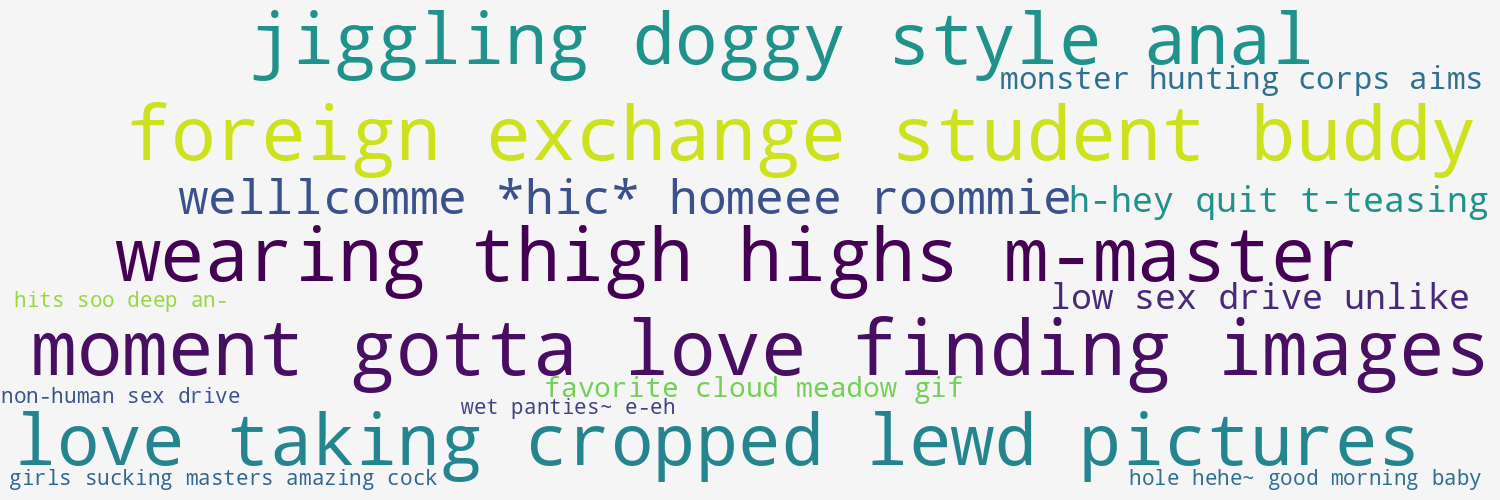 jiggling doggy style anal
monster hunting corps aims
foreign exchange student buddy
welllcomme *hic* homeee roommie
h-hey quit t-teasing
wearing thigh highs m-master
hits soo deep an-
low sex drive unlike
moment gotta love finding images
favorite cloud meadow gif
non-human sex drive
wet panties~ e-eh
love taking cropped lewd pictures
girls sucking masters amazing cock
hole hehe~ good morning baby